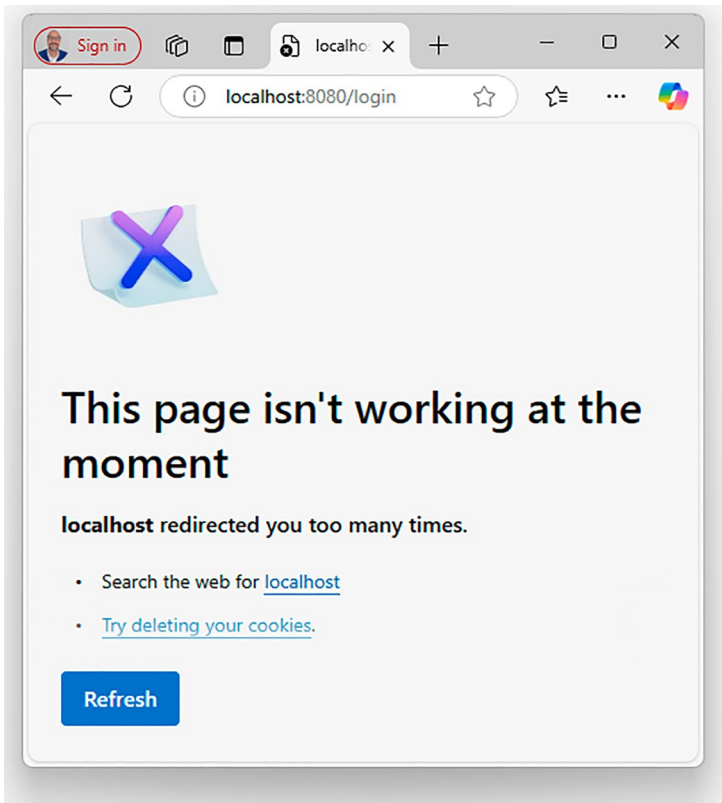 Sign in
localho
localhost:8080/login
This page isn't working at the
moment
localhost redirected you too many times.
• Search the web for localhost
• Try deleting your cookies.
Refresh